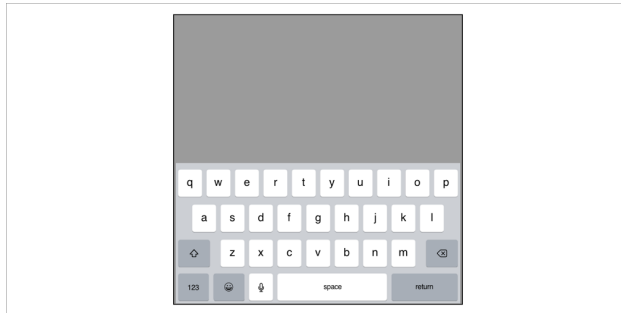 q w e r t y u i o p
a s d f g h j k l
z x c v b n m
123 space return